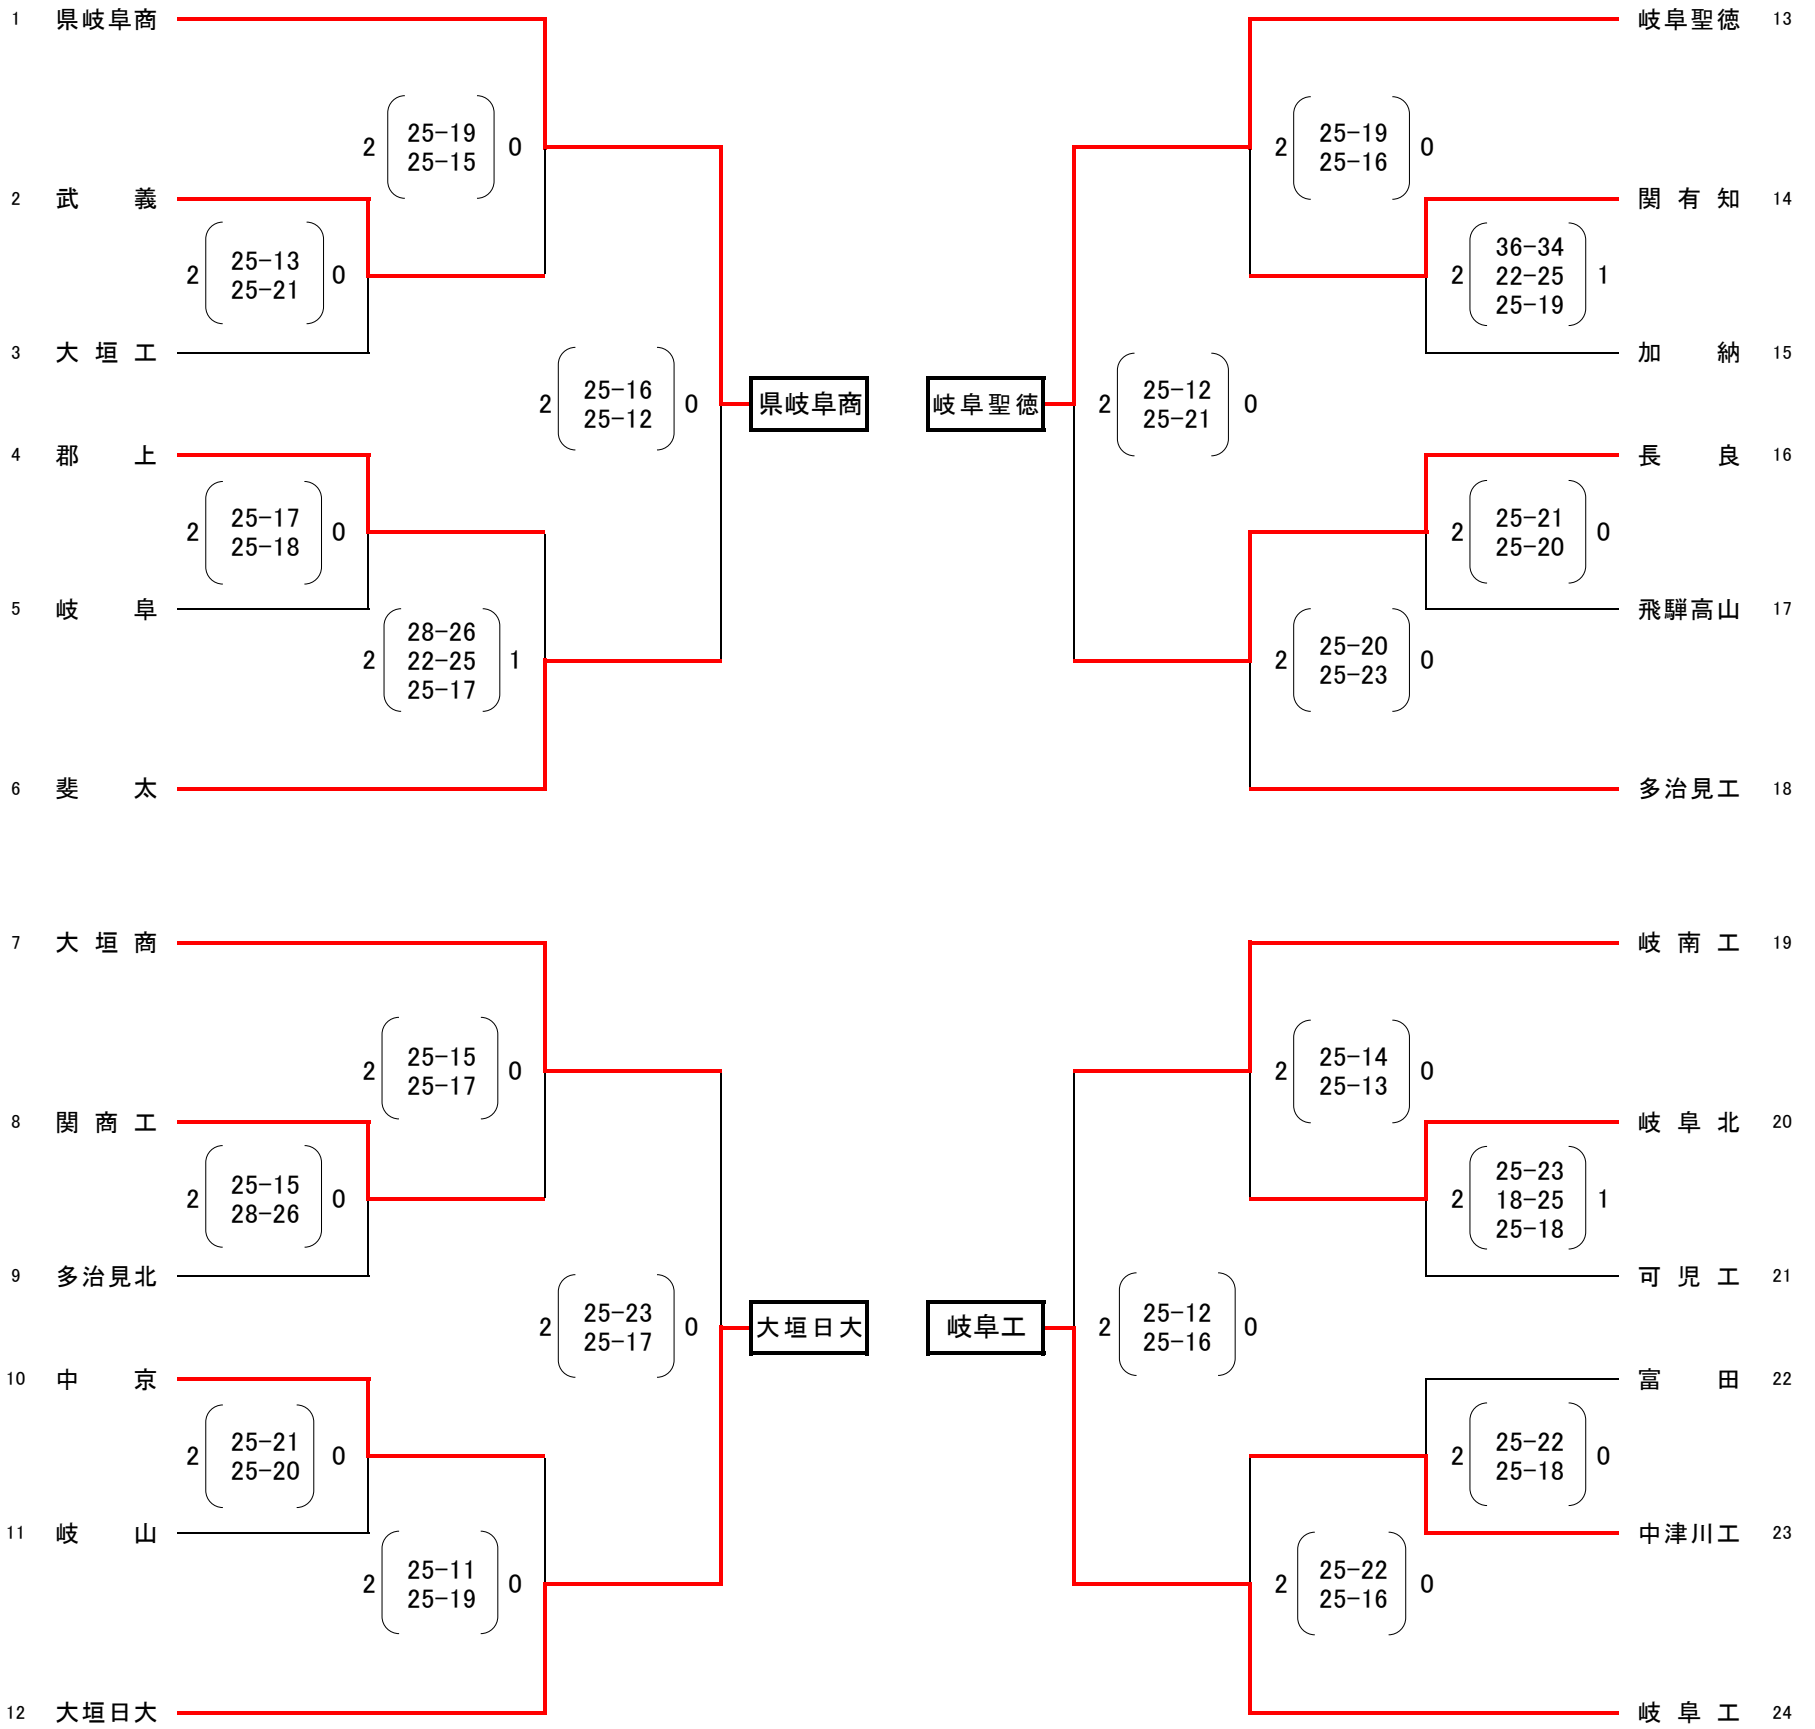 1 県岐阜商
2 25-19 0
25-15
2 武義
2 25-13 0
25-21
3 大垣工
2 25-16 0
25-12
県岐阜商
4 郡上
2 25-17 0
25-18
5 岐阜
2 28-26 1
22-25
25-17
6 斐太
岐阜聖徳 13
2 25-19 0
25-16
関有知 14
2 36-34 1
22-25
25-19
加納 15
岐阜聖徳
2 25-12 0
25-21
長良 16
2 25-21 0
25-20
飛騨高山 17
2 25-20 0
25-23
多治見工 18
7 大垣商
2 25-15 0
25-17
8 関商工
2 25-15 0
28-26
9 多治見北
2 25-23 0
25-17
大垣日大
10 中京
2 25-21 0
25-20
11 岐山
2 25-11 0
25-19
12 大垣日大
岐南工 19
2 25-14 0
25-13
岐阜北 20
2 25-23 1
18-25
25-18
可児工 21
岐阜工
2 25-12 0
25-16
富田 22
2 25-22 0
25-18
中津川工 23
2 25-22 0
25-16
岐阜工 24